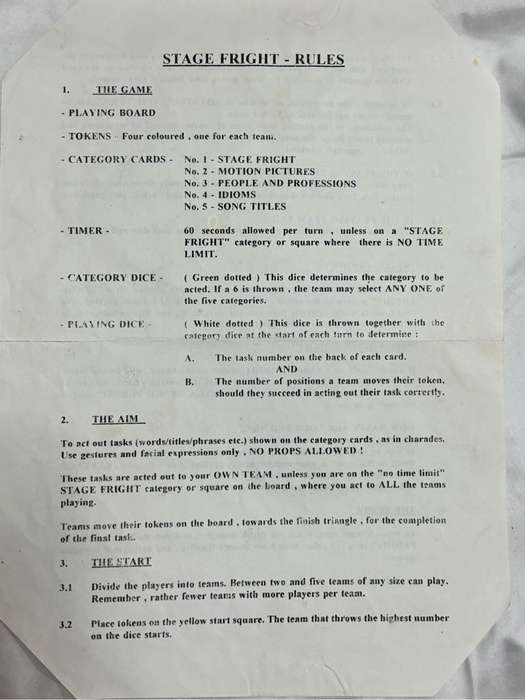 STAGE FRIGHT - RULES
1. THE GAME
- PLAYING BOARD
- TOKENS - Four coloured , one for each team.
- CATEGORY CARDS - No. 1 - STAGE FRIGHT
No. 2 - MOTION PICTURES
No. 3 - PEOPLE AND PROFESSIONS
No. 4 - IDIOMS
No. 5 - SONG TITLES
- TIMER - 60 seconds allowed per turn , unless on a "STAGE
FRIGHT" category or square where there is NO TIME
LIMIT.
- CATEGORY DICE - ( Green dotted ) This dice determines the category to be
acted. If a 6 is thrown , the team may select ANY ONE of
the five categories.
- PLAYING DICE - ( White dotted ) This dice is thrown together with the
category dice at the start of each turn to determine :
A. The task number on the back of each card.
AND
B. The number of positions a team moves their token,
should they succeed in acting out their task correctly.
2. THE AIM
To act out tasks (words/titles/phrases etc.) shown on the category cards , as in charades.
Use gestures and facial expressions only , NO PROPS ALLOWED !
These tasks are acted out to your OWN TEAM , unless you are on the "no time limit"
STAGE FRIGHT category or square on the board , where you act to ALL the teams
playing.
Teams move their tokens on the board , towards the finish triangle , for the completion
of the final task.
3. THE START
3.1 Divide the players into teams. Between two and five teams of any size can play.
Remember , rather fewer teams with more players per team.
3.2 Place tokens on the yellow start square. The team that throws the highest number
on the dice starts.